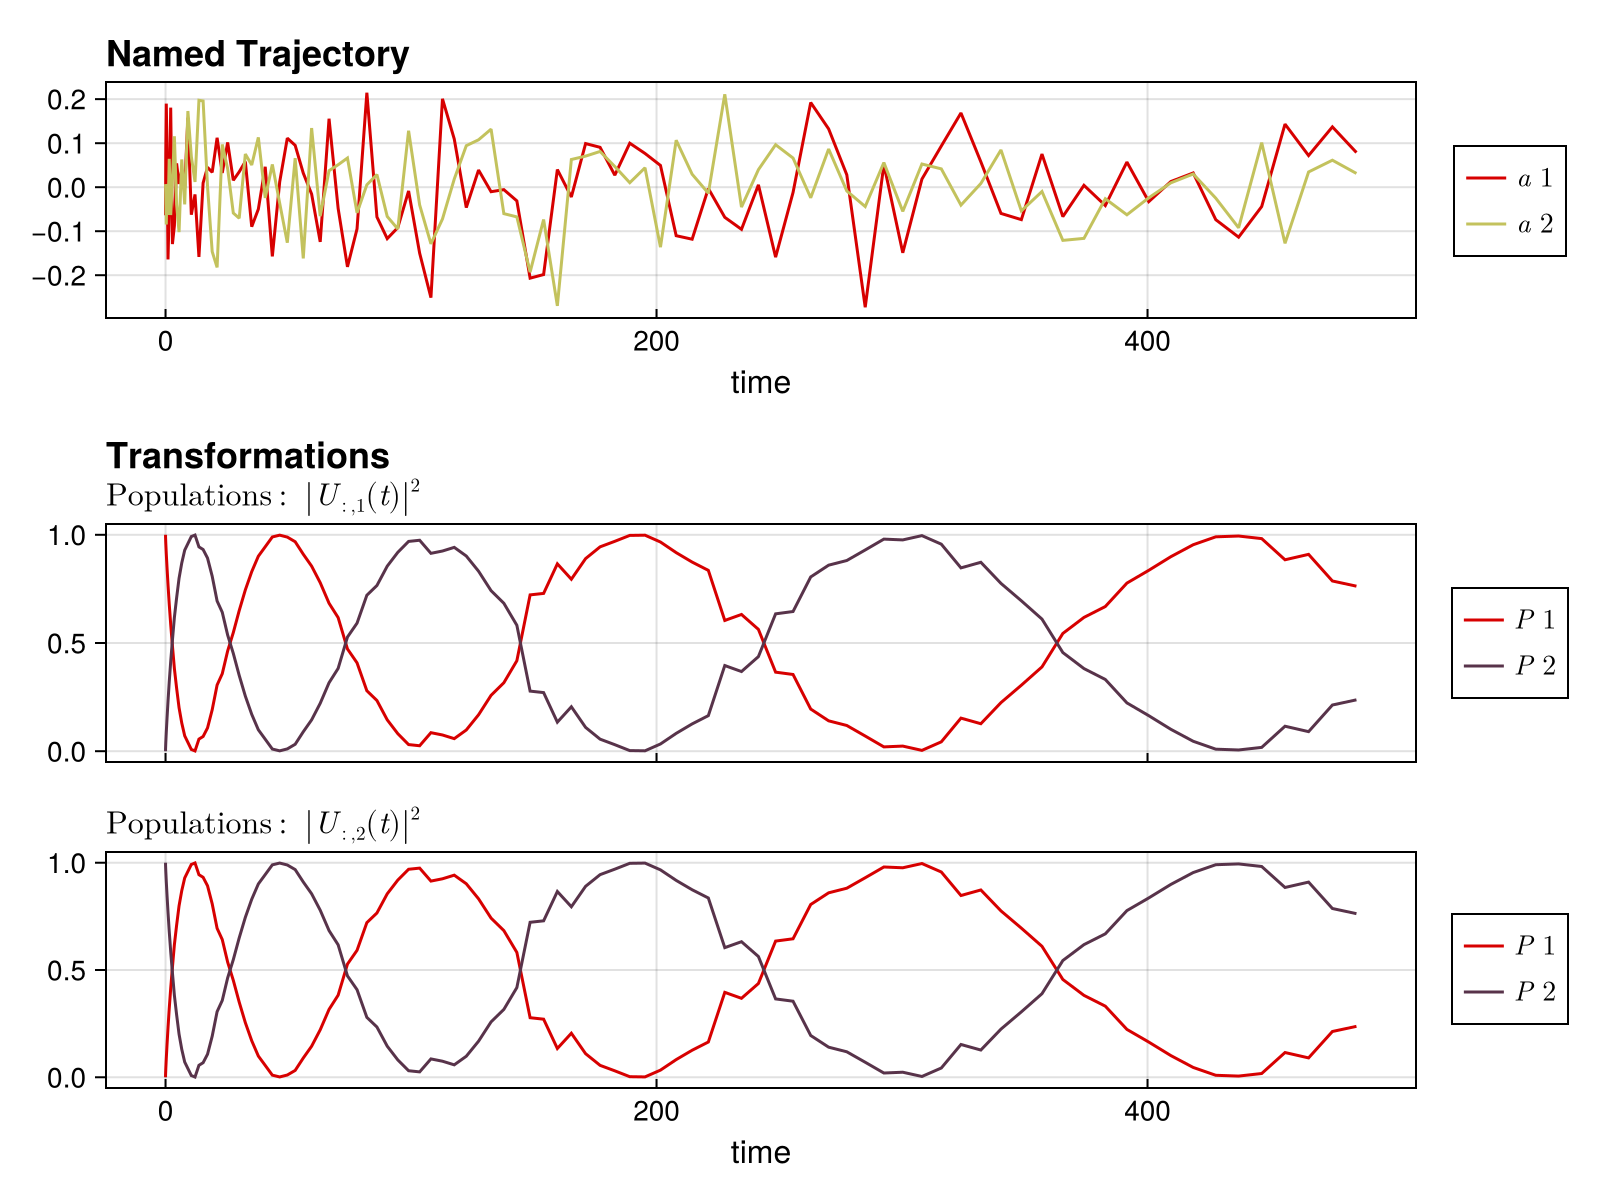 Named Trajectory
0.2
0.1
0.0
−0.1
−0.2
0 200 400
time
a 1
a 2
Transformations
Populations: |U:,1(t)|²
1.0
0.5
0.0
P 1
P 2
Populations: |U:,2(t)|²
1.0
0.5
0.0
0 200 400
time
P 1
P 2